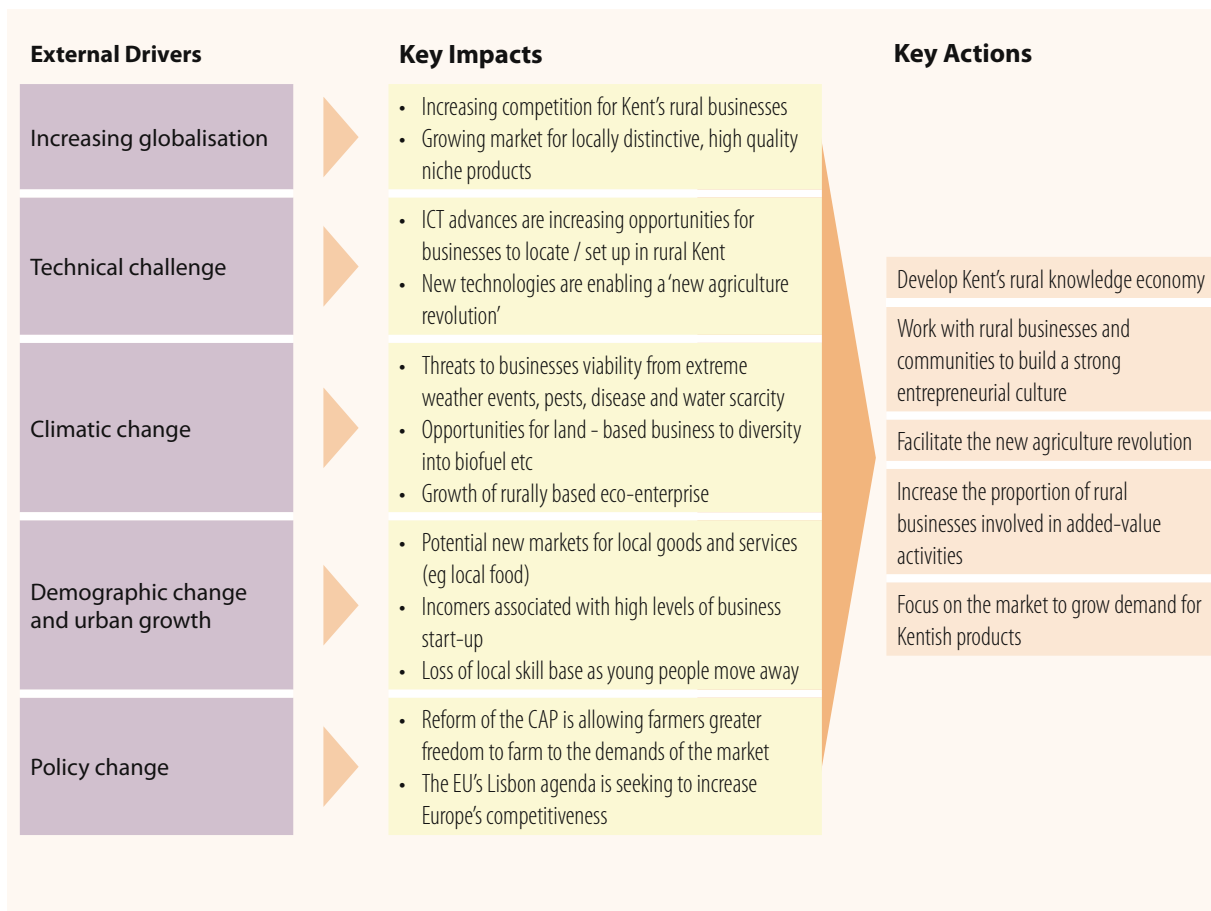 External Drivers
Key Impacts
Key Actions
Increasing globalisation
• Increasing competition for Kent's rural businesses
• Growing market for locally distinctive, high quality
niche products
Technical challenge
• ICT advances are increasing opportunities for
businesses to locate / set up in rural Kent
• New technologies are enabling a ‘new agriculture
revolution’
Climatic change
• Threats to businesses viability from extreme
weather events, pests, disease and water scarcity
• Opportunities for land - based business to diversity
into biofuel etc
• Growth of rurally based eco-enterprise
Demographic change
and urban growth
• Potential new markets for local goods and services
(eg local food)
• Incomers associated with high levels of business
start-up
• Loss of local skill base as young people move away
Policy change
• Reform of the CAP is allowing farmers greater
freedom to farm to the demands of the market
• The EU’s Lisbon agenda is seeking to increase
Europe’s competitiveness
Develop Kent’s rural knowledge economy
Work with rural businesses and
communities to build a strong
entrepreneurial culture
Facilitate the new agriculture revolution
Increase the proportion of rural
businesses involved in added-value
activities
Focus on the market to grow demand for
Kentish products